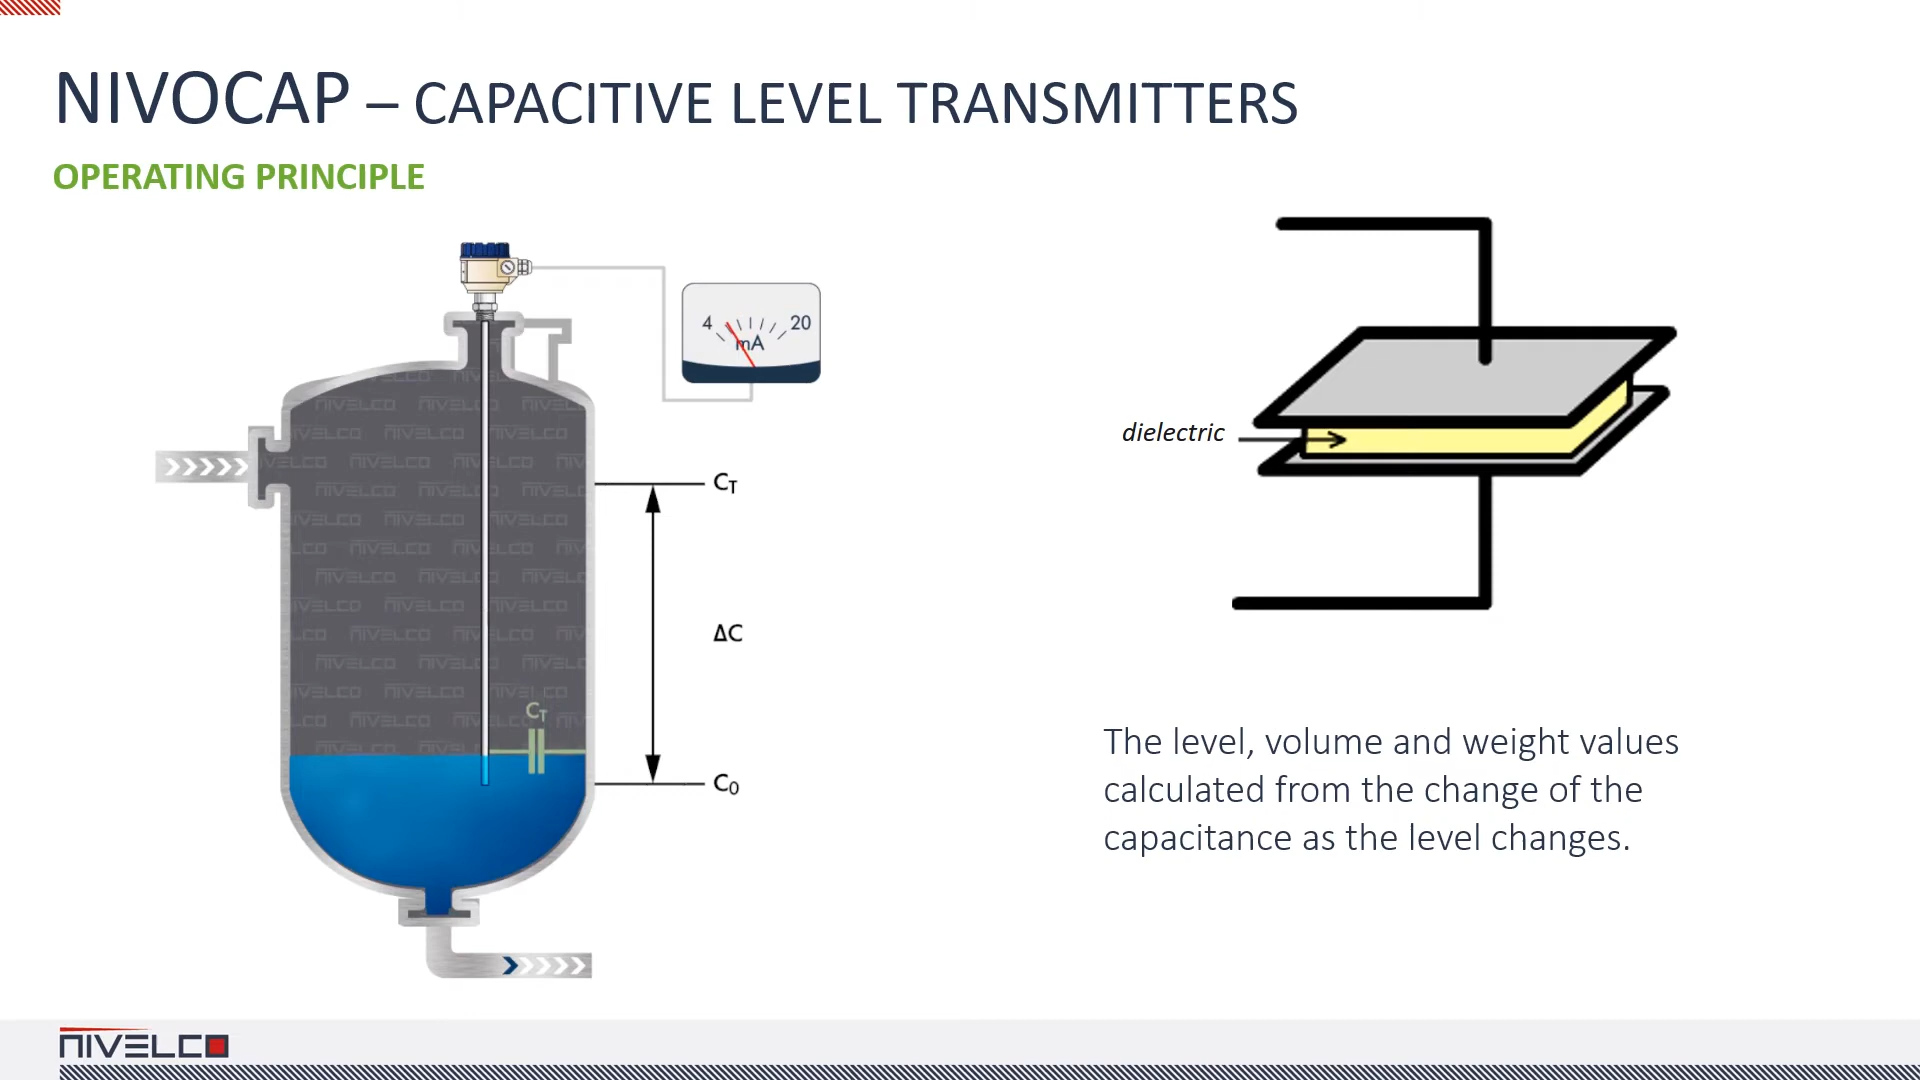 NIVOCAP – CAPACITIVE LEVEL TRANSMITTERS
OPERATING PRINCIPLE
4 20
mA
CT
ΔC
CT
C0
dielectric
The level, volume and weight values
calculated from the change of the
capacitance as the level changes.
NIVELCO